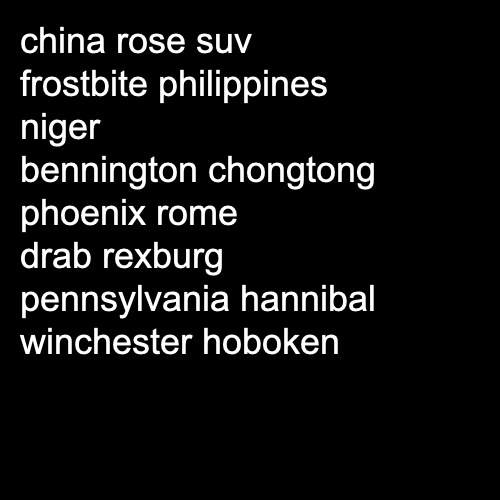 china rose suv
frostbite philippines
niger
bennington chongtong
phoenix rome
drab rexburg
pennsylvania hannibal
winchester hoboken